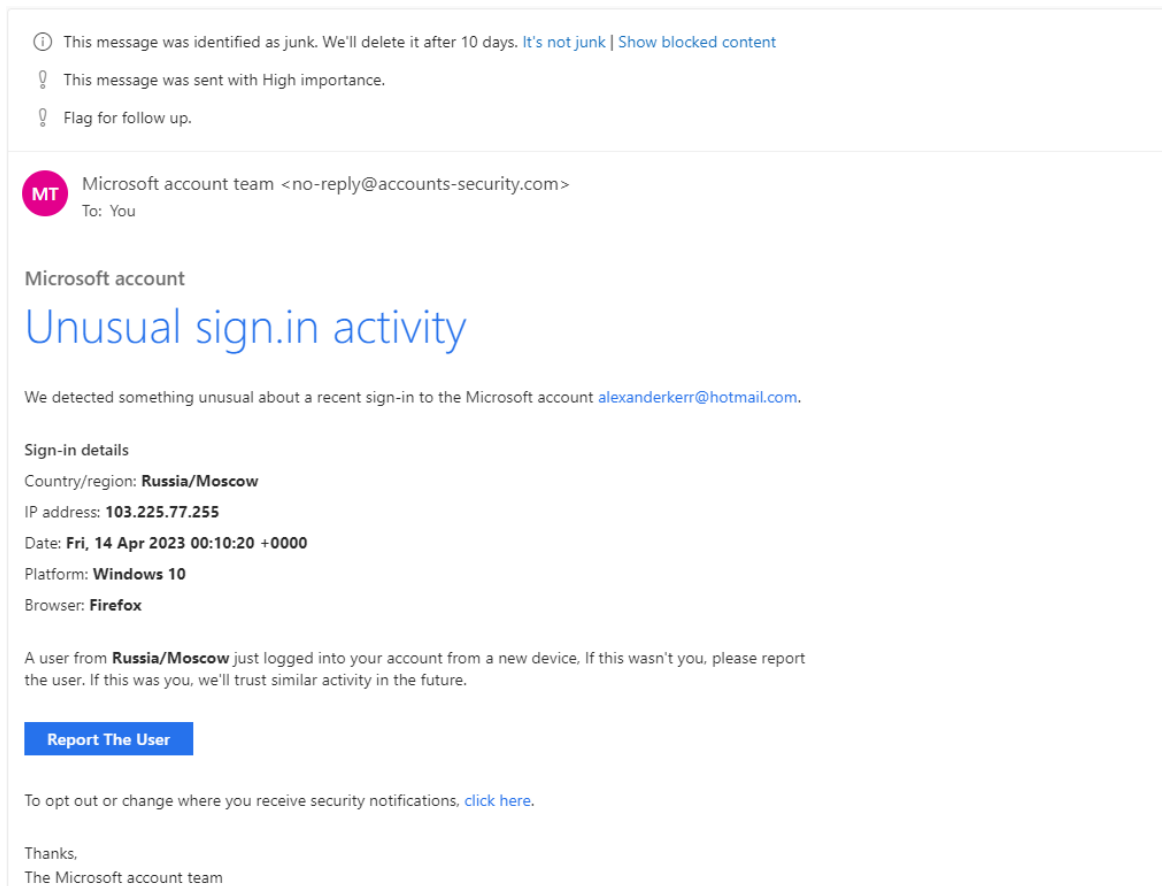 This message was identified as junk. We'll delete it after 10 days. It's not junk | Show blocked content
This message was sent with High importance.
Flag for follow up.
MT
Microsoft account team <no-reply@accounts-security.com>
To: You
Microsoft account
Unusual sign.in activity
We detected something unusual about a recent sign-in to the Microsoft account alexanderkerr@hotmail.com.
Sign-in details
Country/region: Russia/Moscow
IP address: 103.225.77.255
Date: Fri, 14 Apr 2023 00:10:20 +0000
Platform: Windows 10
Browser: Firefox
A user from Russia/Moscow just logged into your account from a new device, If this wasn't you, please report
the user. If this was you, we'll trust similar activity in the future.
Report The User
To opt out or change where you receive security notifications, click here.
Thanks,
The Microsoft account team